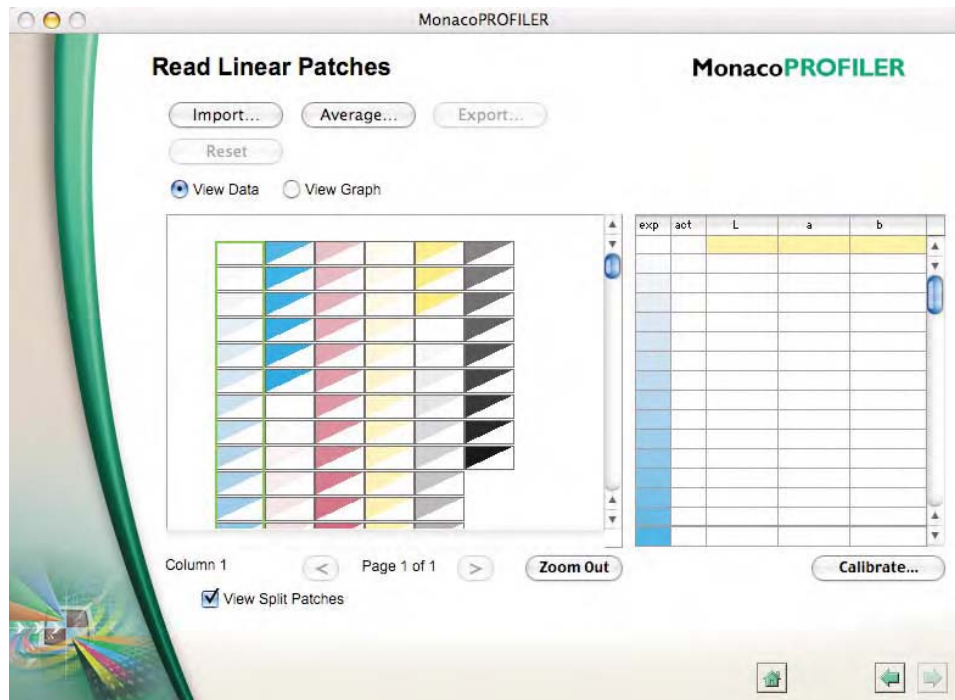 MonacoPROFILER
Read Linear Patches
MonacoPROFILER
Import... Average... Export...
Reset
View Data View Graph
exp act L a b
Column 1 < Page 1 of 1 > Zoom Out Calibrate...
View Split Patches